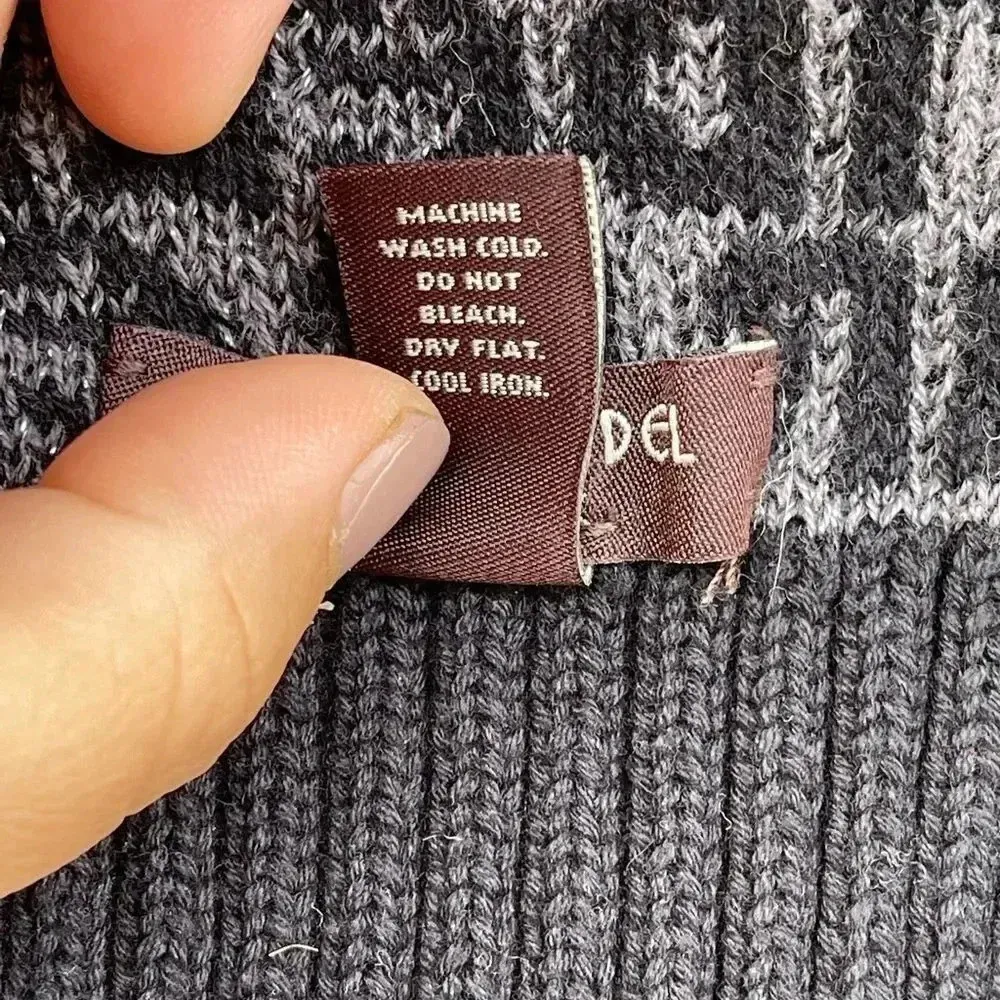 MACHINE
WASH COLD.
DO NOT
BLEACH.
DRY FLAT.
COOL IRON.
DEL